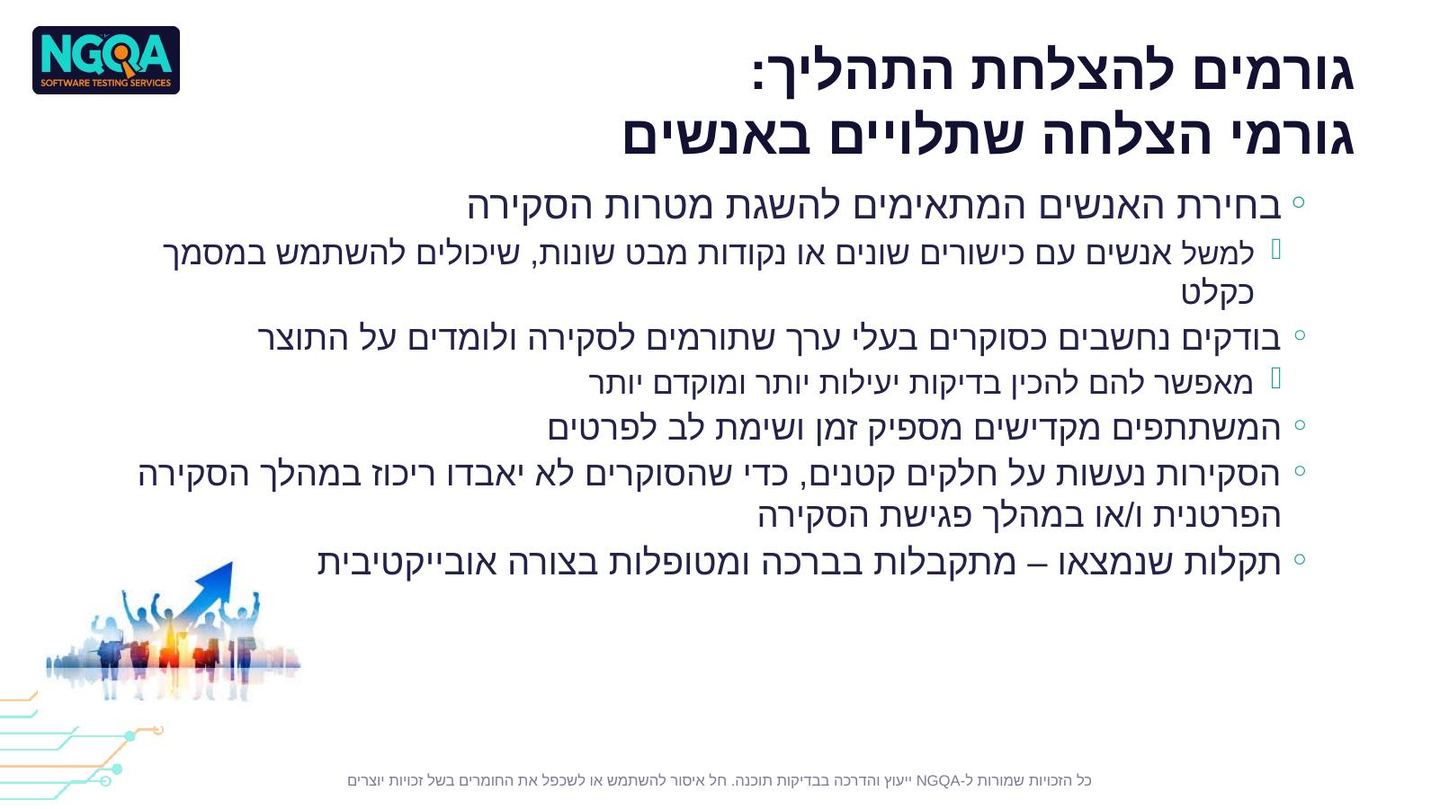 NGQA
SOFTWARE TESTING SERVICES
גורמים להצלחת התהליך:
גורמי הצלחה שתלויים באנשים
בחירת האנשים המתאימים להשגת מטרות הסקירה
למשל אנשים עם כישורים שונים או נקודות מבט שונות, שיכולים להשתמש במסמך
כקלט
בודקים נחשבים כסוקרים בעלי ערך שתורמים לסקירה ולומדים על התוצר
מאפשר להם להכין בדיקות יעילות יותר ומוקדם יותר
המשתתפים מקדישים מספיק זמן ושימת לב לפרטים
הסקירות נעשות על חלקים קטנים, כדי שהסוקרים לא יאבדו ריכוז במהלך הסקירה
הפרטנית ו/או במהלך פגישת הסקירה
תקלות שנמצאו – מתקבלות בברכה ומטופלות בצורה אובייקטיבית
כל הזכויות שמורות ל-NGQA ייעוץ והדרכה בבדיקות תוכנה. חל איסור להשתמש או לשכפל את החומרים בשל זכויות יוצרים